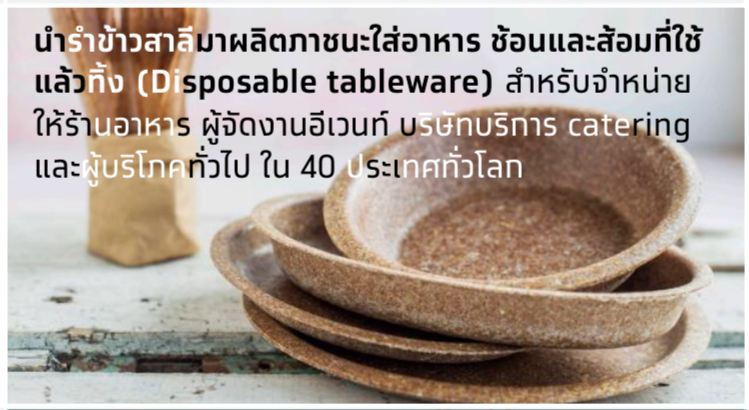 นำรำข้าวสาลีมาผลิตภาชนะใส่อาหาร ช้อนและส้อมที่ใช้
แล้วทิ้ง (Disposable tableware) สำหรับจำหน่าย
ให้ร้านอาหาร ผู้จัดงานอีเวนท์ บริษัทบริการ catering
และผู้บริโภคทั่วไป ใน 40 ประเทศทั่วโลก